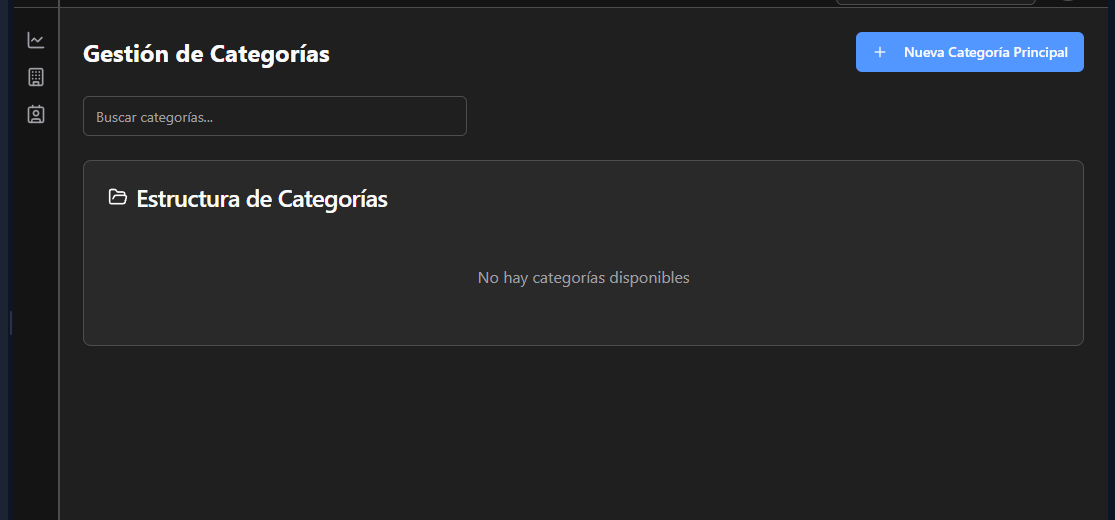 Gestión de Categorías
Nueva Categoría Principal
Buscar categorías...
Estructura de Categorías
No hay categorías disponibles